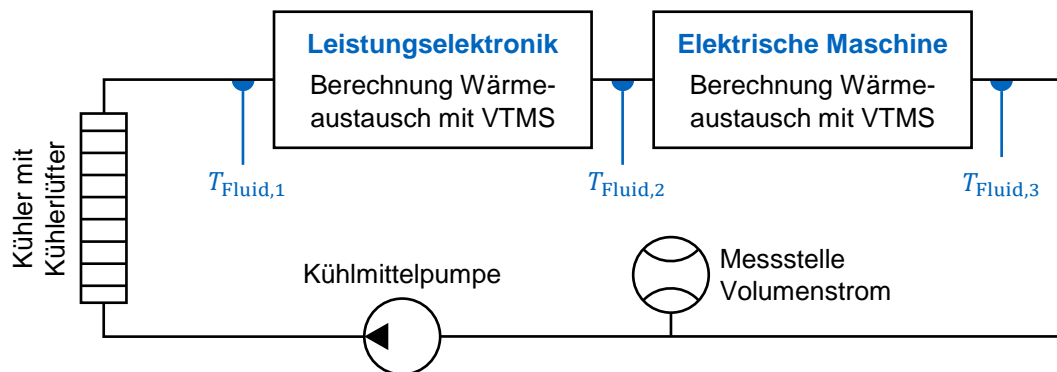 Leistungselektronik
Berechnung Wärme-
austausch mit VTMS
Elektrische Maschine
Berechnung Wärme-
austausch mit VTMS
T_Fluid,1
T_Fluid,2
T_Fluid,3
Kühler mit
Kühlerlüfter
Kühlmittelpumpe
Messstelle
Volumenstrom